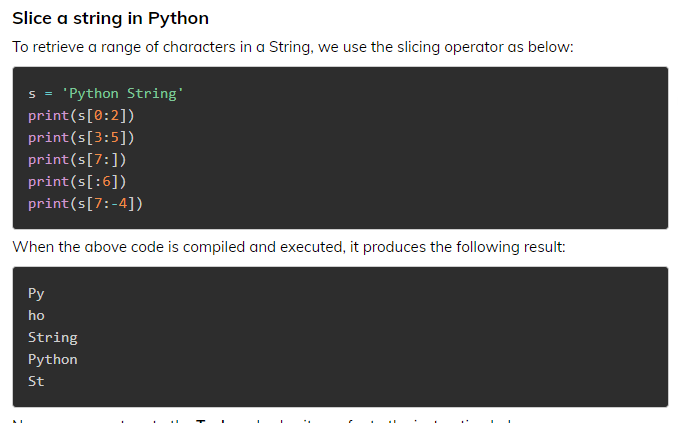 Slice a string in Python
To retrieve a range of characters in a String, we use the slicing operator as below:
s = 'Python String'
print(s[0:2])
print(s[3:5])
print(s[7:])
print(s[:6])
print(s[7:-4])
When the above code is compiled and executed, it produces the following result:
Py
ho
String
Python
St